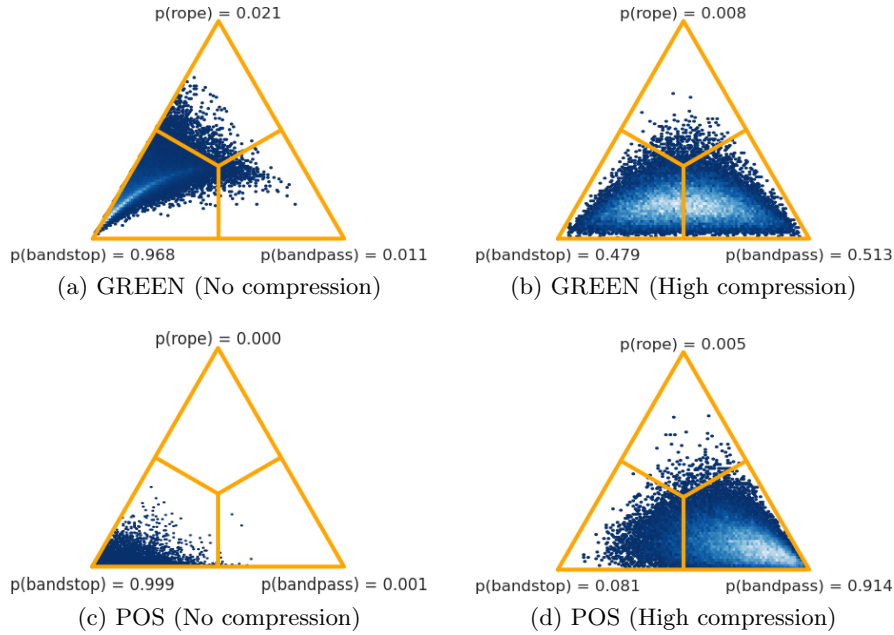 p(rope) = 0.021
p(rope) = 0.008
p(bandstop) = 0.968
p(bandpass) = 0.011
p(bandstop) = 0.479
p(bandpass) = 0.513
(a) GREEN (No compression)
(b) GREEN (High compression)
p(rope) = 0.000
p(rope) = 0.005
p(bandstop) = 0.999
p(bandpass) = 0.001
p(bandstop) = 0.081
p(bandpass) = 0.914
(c) POS (No compression)
(d) POS (High compression)